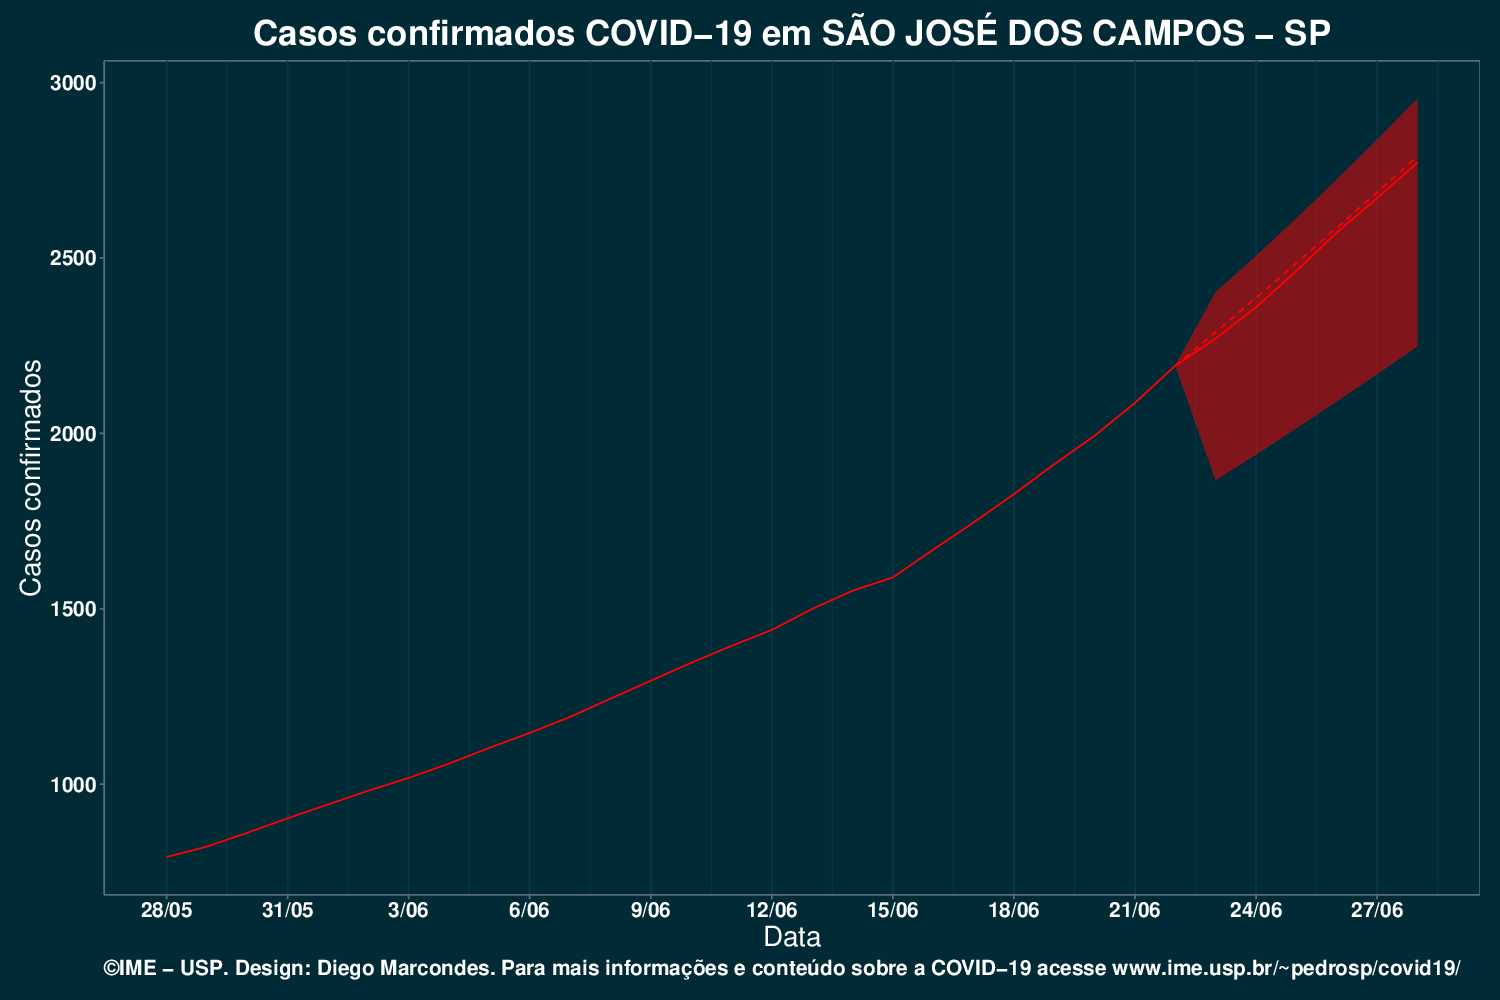 Casos confirmados COVID−19 em SÃO JOSÉ DOS CAMPOS − SP
3000
2500
2000
1500
1000
Casos confirmados
28/05 31/05 3/06 6/06 9/06 12/06 15/06 18/06 21/06 24/06 27/06
Data
©IME − USP. Design: Diego Marcondes. Para mais informações e conteúdo sobre a COVID−19 acesse www.ime.usp.br/~pedrosp/covid19/